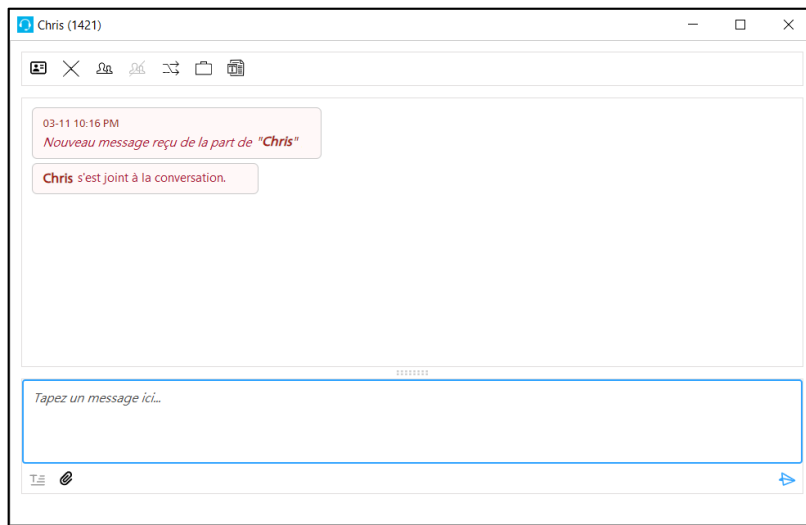 Chris (1421)
03-11 10:16 PM
Nouveau message reçu de la part de "Chris"
Chris s'est joint à la conversation.
Tapez un message ici...